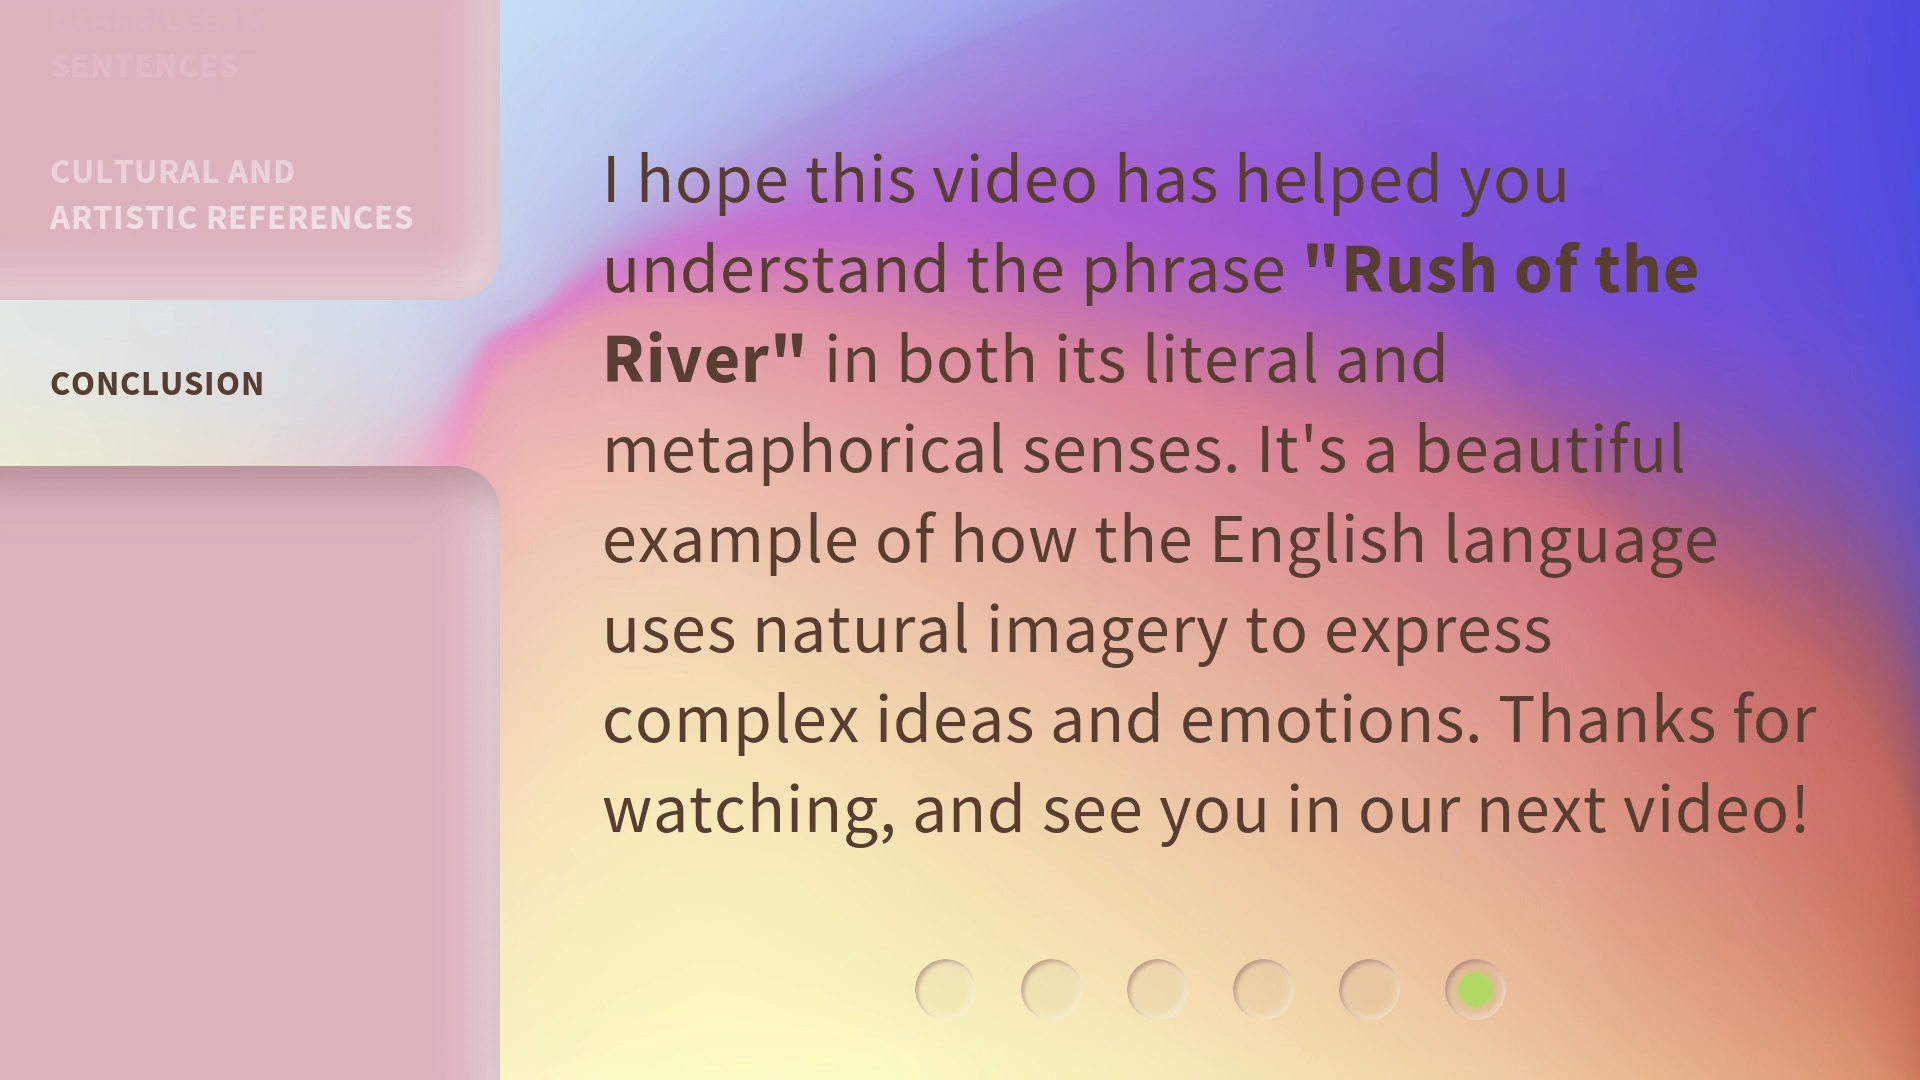 EXAMPLES IN
SENTENCES
CULTURAL AND
ARTISTIC REFERENCES
CONCLUSION
I hope this video has helped you
understand the phrase "Rush of the
River" in both its literal and
metaphorical senses. It's a beautiful
example of how the English language
uses natural imagery to express
complex ideas and emotions. Thanks for
watching, and see you in our next video!